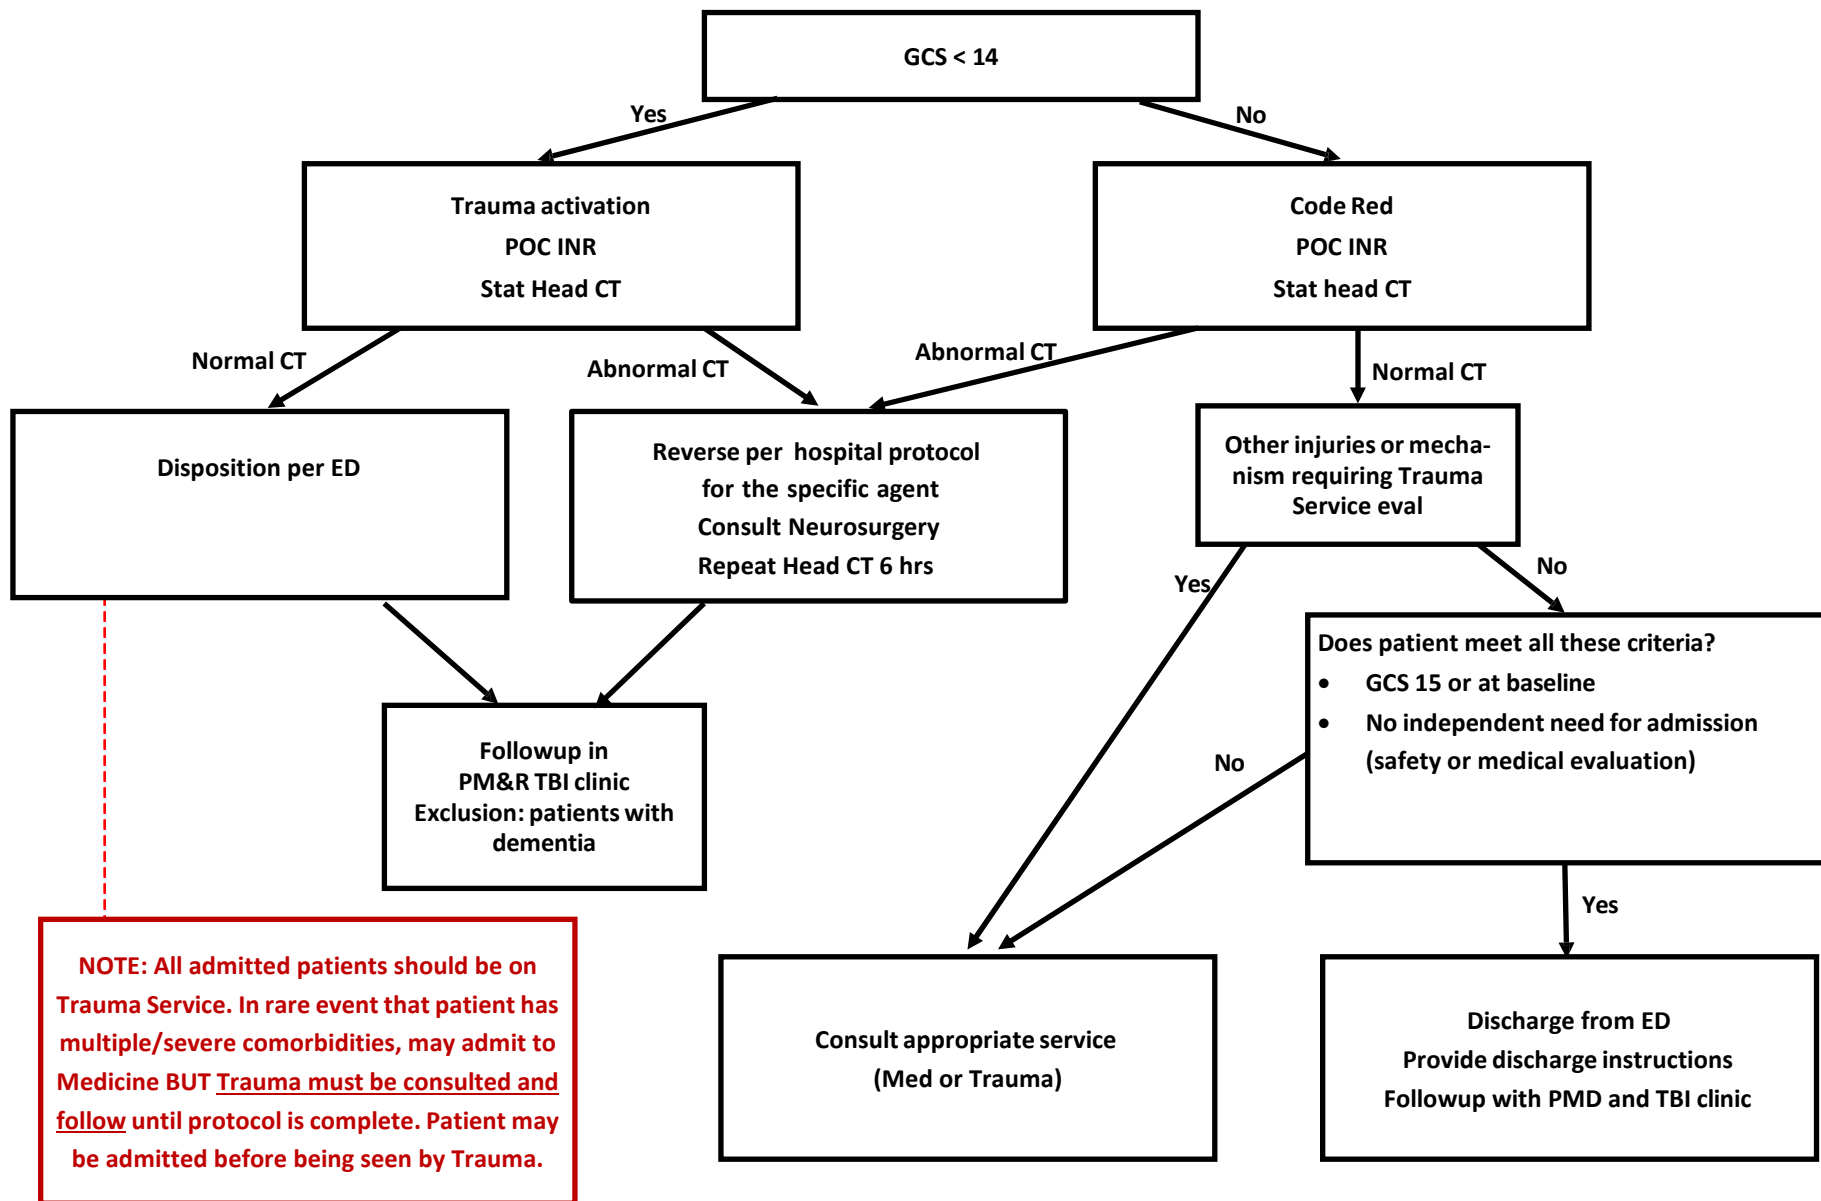 GCS < 14
Yes
No
Trauma activation
POC INR
Stat Head CT
Code Red
POC INR
Stat head CT
Normal CT
Abnormal CT
Abnormal CT
Normal CT
Disposition per ED
Reverse per hospital protocol
for the specific agent
Consult Neurosurgery
Repeat Head CT 6 hrs
Other injuries or mecha-
nism requiring Trauma
Service eval
Yes
No
Followup in
PM&R TBI clinic
Exclusion: patients with
dementia
Does patient meet all these criteria?
• GCS 15 or at baseline
• No independent need for admission
(safety or medical evaluation)
No
Yes
NOTE: All admitted patients should be on
Trauma Service. In rare event that patient has
multiple/severe comorbidities, may admit to
Medicine BUT Trauma must be consulted and
follow until protocol is complete. Patient may
be admitted before being seen by Trauma.
Consult appropriate service
(Med or Trauma)
Discharge from ED
Provide discharge instructions
Followup with PMD and TBI clinic